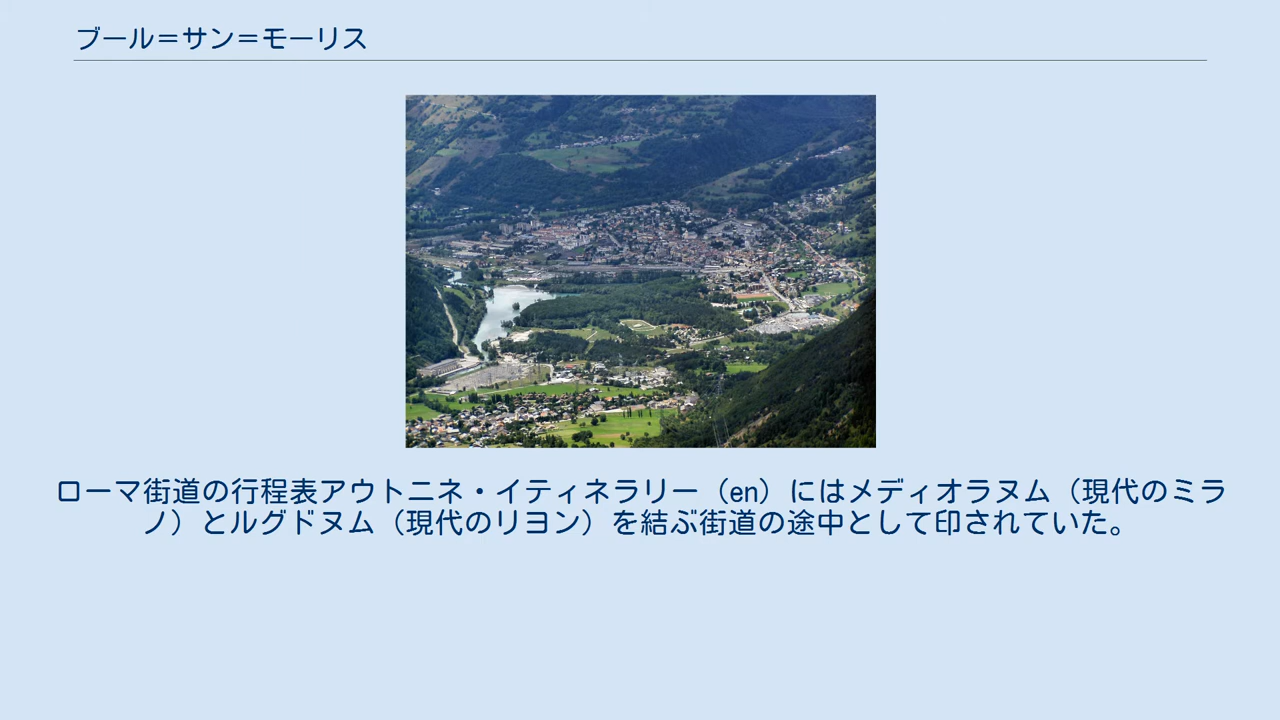 ブール＝サン＝モーリス
ローマ街道の行程表アウトニネ・イティネラリー（en）にはメディオラヌム（現代のミラ
ノ）とルグドヌム（現代のリヨン）を結ぶ街道の途中として印されていた。